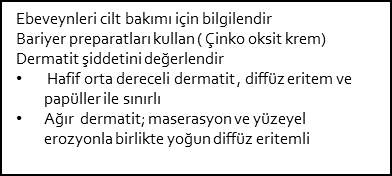 Ebeveynleri cilt bakımı için bilgilendir
Bariyer preparatları kullan ( Çinko oksit krem)
Dermatit şiddetini değerlendir
• Hafif orta dereceli dermatit , diffüz eritem ve
papüller ile sınırlı
• Ağır dermatit; maserasyon ve yüzeyel
erozyonla birlikte yoğun diffüz eritemli